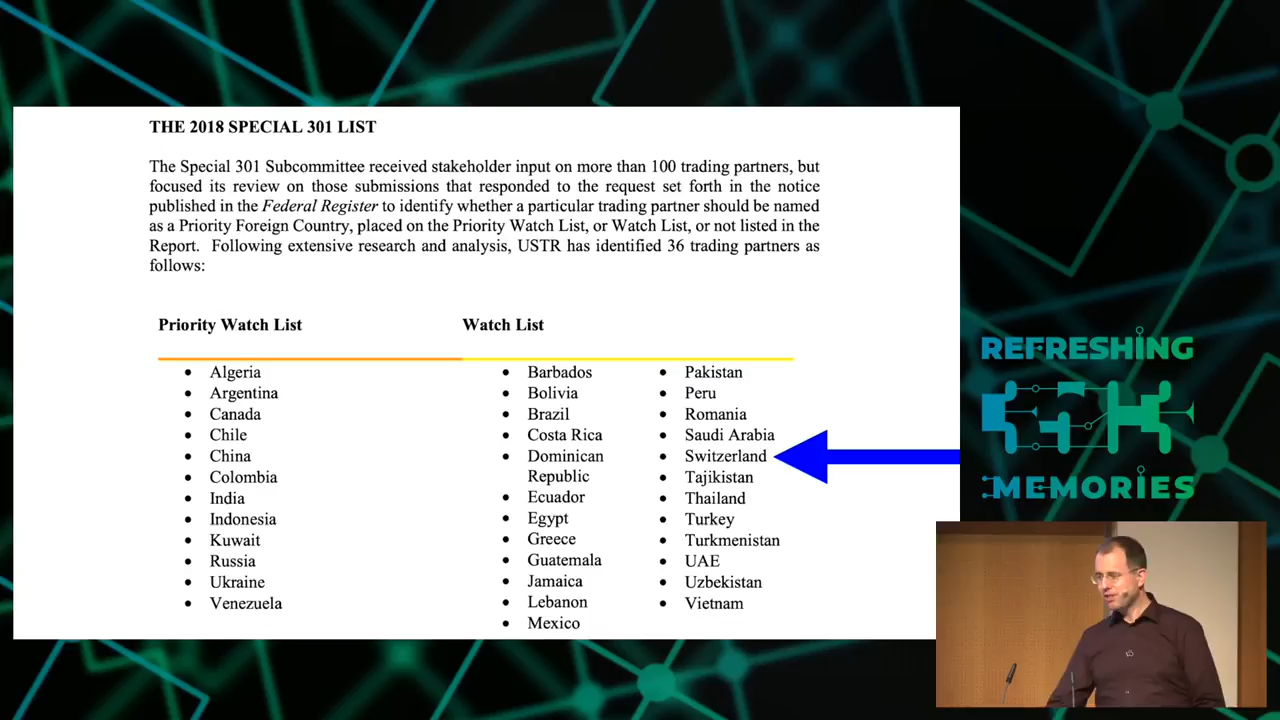 THE 2018 SPECIAL 301 LIST
The Special 301 Subcommittee received stakeholder input on more than 100 trading partners, but
focused its review on those submissions that responded to the request set forth in the notice
published in the Federal Register to identify whether a particular trading partner should be named
as a Priority Foreign Country, placed on the Priority Watch List, or Watch List, or not listed in the
Report. Following extensive research and analysis, USTR has identified 36 trading partners as
follows:
Priority Watch List
• Algeria
• Argentina
• Canada
• Chile
• China
• Colombia
• India
• Indonesia
• Kuwait
• Russia
• Ukraine
• Venezuela
Watch List
• Barbados
• Bolivia
• Brazil
• Costa Rica
• Dominican
Republic
• Ecuador
• Egypt
• Greece
• Guatemala
• Jamaica
• Lebanon
• Mexico
• Pakistan
• Peru
• Romania
• Saudi Arabia
• Switzerland
• Tajikistan
• Thailand
• Turkey
• Turkmenistan
• UAE
• Uzbekistan
• Vietnam
REFRESHING
35C3
MEMORIES